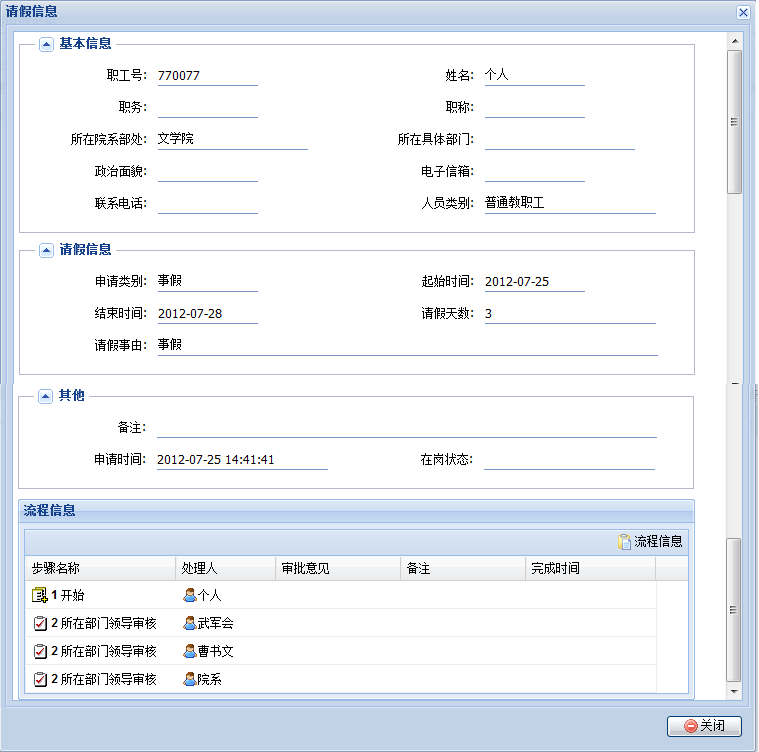 请假信息
基本信息
职工号: 770077 姓名: 个人
职务: 职称:
所在院系部处: 文学院 所在具体部门:
政治面貌: 电子信箱:
联系电话: 人员类别: 普通教职工
请假信息
申请类别: 事假 起始时间: 2012-07-25
结束时间: 2012-07-28 请假天数: 3
请假事由: 事假
其他
备注:
申请时间: 2012-07-25 14:41:41 在岗状态:
流程信息
流程信息
步骤名称 处理人 审批意见 备注 完成时间
1 开始 个人
2 所在部门领导审核 武军会
2 所在部门领导审核 曹书文
2 所在部门领导审核 院系
关闭